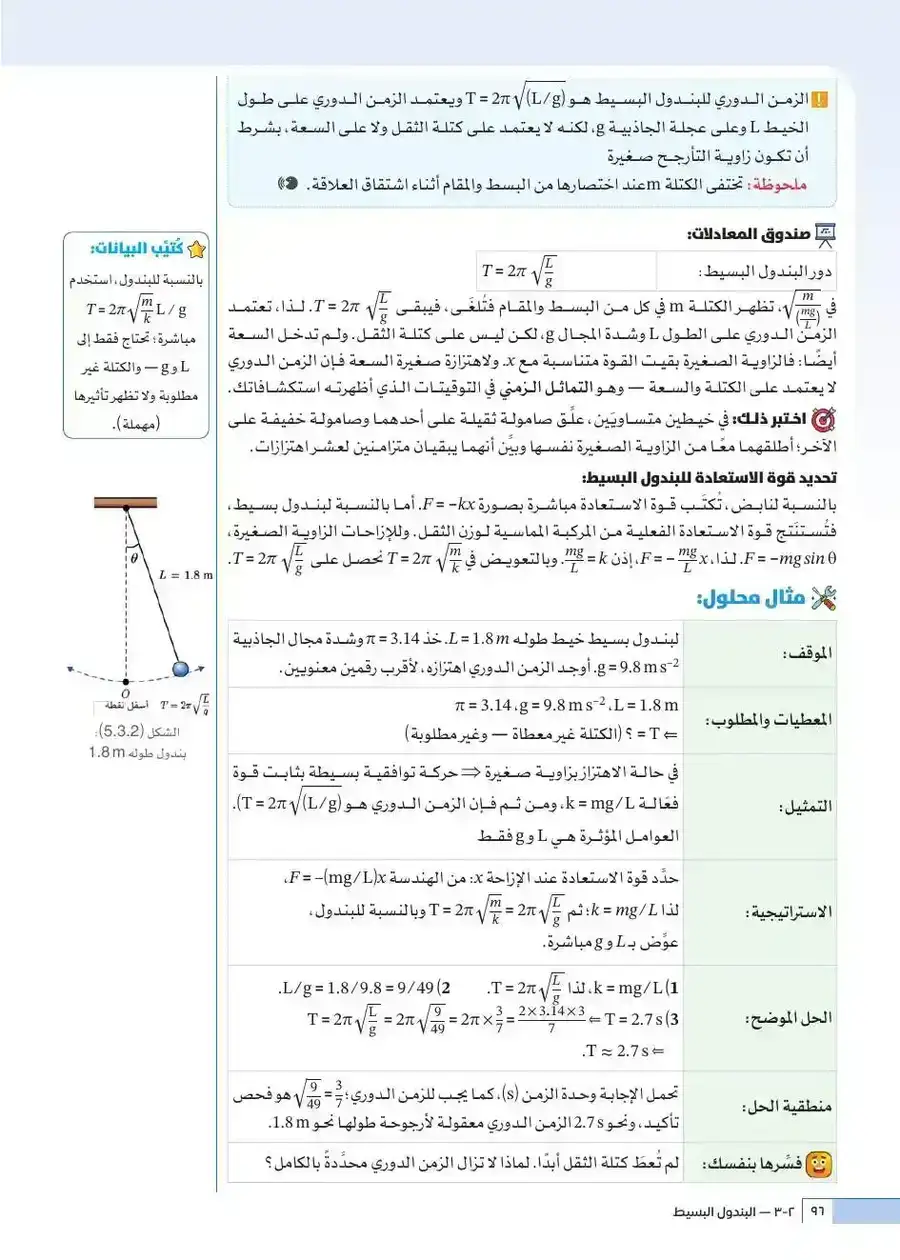 الزمن الدوري للبندول البسيط هو T = 2π√(L/g) ويعتمد الزمن الدوري على طول
الخيط L وعلى عجلة الجاذبية g، لكنه لا يعتمد على كتلة الثقل ولا على السعة، بشرط
أن تكون زاوية التأرجح صغيرة
ملحوظة: تختفى الكتلة m عند اختصارها من البسط والمقام أثناء اشتقاق العلاقة.
صندوق المعادلات:
دور البندول البسيط: T = 2π √(L/g)
في √(m/(mg/L))، تظهر الكتلة m في كل من البسط والمقام فتُلغَى، فيبقى T = 2π √(L/g). لذا، تعتمد
الزمن الدوري على الطول L وشدة المجال g، لكن ليس على كتلة الثقل. ولم تدخل السعة
أيضًا: فالزاوية الصغيرة بقيت القوة متناسبة مع x. ولاهتزازة صغيرة السعة فإن الزمن الدوري
لا يعتمد على الكتلة والسعة — وهو التماثل الزمني في التوقيتات الذي أظهرته استكشافاتك.
اختبر ذلك: في خيطين متساويَين، علِّق صامولة ثقيلة على أحدهما وصامولة خفيفة على
الآخر؛ أطلقهما معًا من الزاوية الصغيرة نفسها وبيِّن أنهما يبقيان متزامنين لعشر اهتزازات.
تحديد قوة الاستعادة للبندول البسيط:
بالنسبة لنابض، تُكتَب قوة الاستعادة مباشرة بصورة F = −kx. أما بالنسبة لبندول بسيط،
فتُستنَتج قوة الاستعادة الفعلية من المركبة المماسية لوزن الثقل. وللإزاحات الزاوية الصغيرة،
F = −mg sin θ. لذا، F = − mg/L x، إذن k = mg/L. وبالتعويض في T = 2π √(m/k) نحصل على T = 2π √(L/g).
كُتيّب البيانات:
بالنسبة للبندول، استخدم
T = 2π√(m/k) L / g
مباشرة؛ تحتاج فقط إلى
L و g — والكتلة غير
مطلوبة ولا تظهر تأثيرها
(مهملة).
θ
L = 1.8 m
O
أسفل نقطة T = 2π√(L/g)
الشكل (5.3.2):
بندول طوله 1.8 m
مثال محلول:
الموقف:
لبندول بسيط خيط طوله L = 1.8 m. خذ π = 3.14 وشدة مجال الجاذبية
g = 9.8 m s⁻². أوجد الزمن الدوري اهتزازه، لأقرب رقمين معنويين.
المعطيات والمطلوب:
π = 3.14 ،g = 9.8 m s⁻² ،L = 1.8 m
⇐ T = ؟ (الكتلة غير معطاة — وغير مطلوبة)
التمثيل:
في حالة الاهتزاز بزاوية صغيرة ⇒ حركة توافقية بسيطة بثابت قوة
فعّالة k = mg/L، ومن ثم فإن الزمن الدوري هو (T = 2π√(L/g)).
العوامل المؤثرة هي L و g فقط
الاستراتيجية:
حدِّد قوة الاستعادة عند الإزاحة x: من الهندسة F = −(mg/L)x،
لذا k = mg/L؛ ثم T = 2π√(m/k) = 2π√(L/g) وبالنسبة للبندول،
عوِّض بـ L و g مباشرة.
الحل الموضح:
1) k = mg/L، لذا T = 2π√(L/g). 2) L/g = 1.8/9.8 = 9/49.
3) T = 2π√(L/g) = 2π√(9/49) = 2π × 3/7 = (2 × 3.14 × 3)/7 ⇐ T = 2.7 s
⇐ T ≈ 2.7 s.
منطقية الحل:
تحمل الإجابة وحدة الزمن (s)، كما يجب للزمن الدوري؛ √(9/49) = 3/7 هو فحص
تأكيد، ونحو 2.7 s الزمن الدوري معقولة لأرجوحة طولها نحو 1.8 m.
فسِّرها بنفسك:
لم تُعطَ كتلة الثقل أبدًا. لماذا لا تزال الزمن الدوري محدَّدةً بالكامل؟
٩٦ ٢-٣ — البندول البسيط